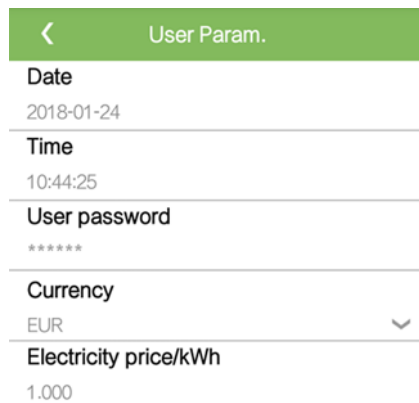 User Param.
Date
2018-01-24
Time
10:44:25
User password
******
Currency
EUR
Electricity price/kWh
1.000